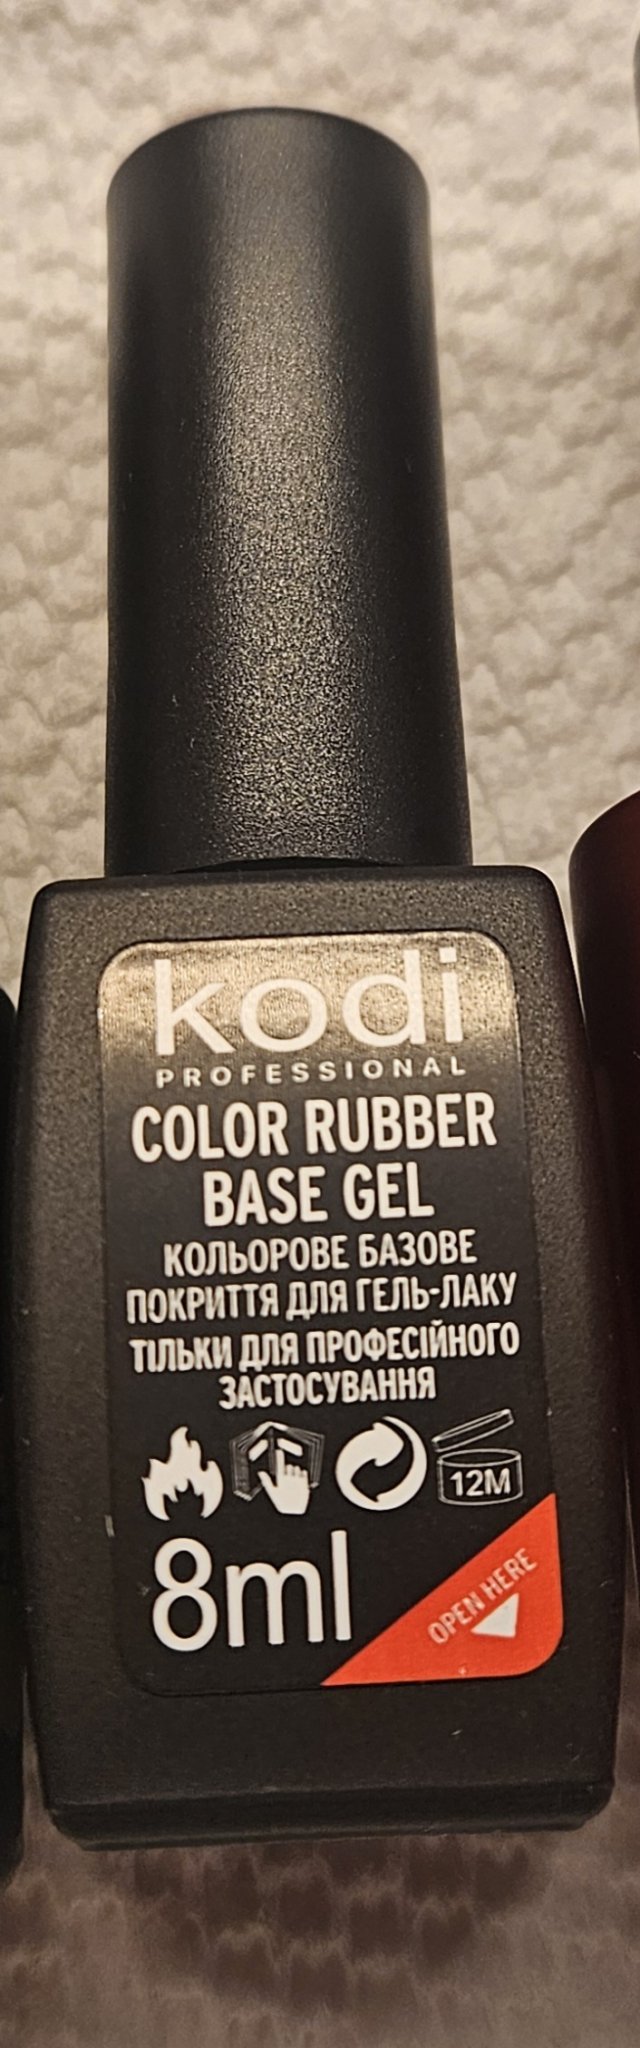 kodi
PROFESSIONAL
COLOR RUBBER
BASE GEL
КОЛЬОРОВЕ БАЗОВЕ
ПОКРИТТЯ ДЛЯ ГЕЛЬ-ЛАКУ
ТІЛЬКИ ДЛЯ ПРОФЕСІЙНОГО
ЗАСТОСУВАННЯ
12M
8ml
OPEN HERE